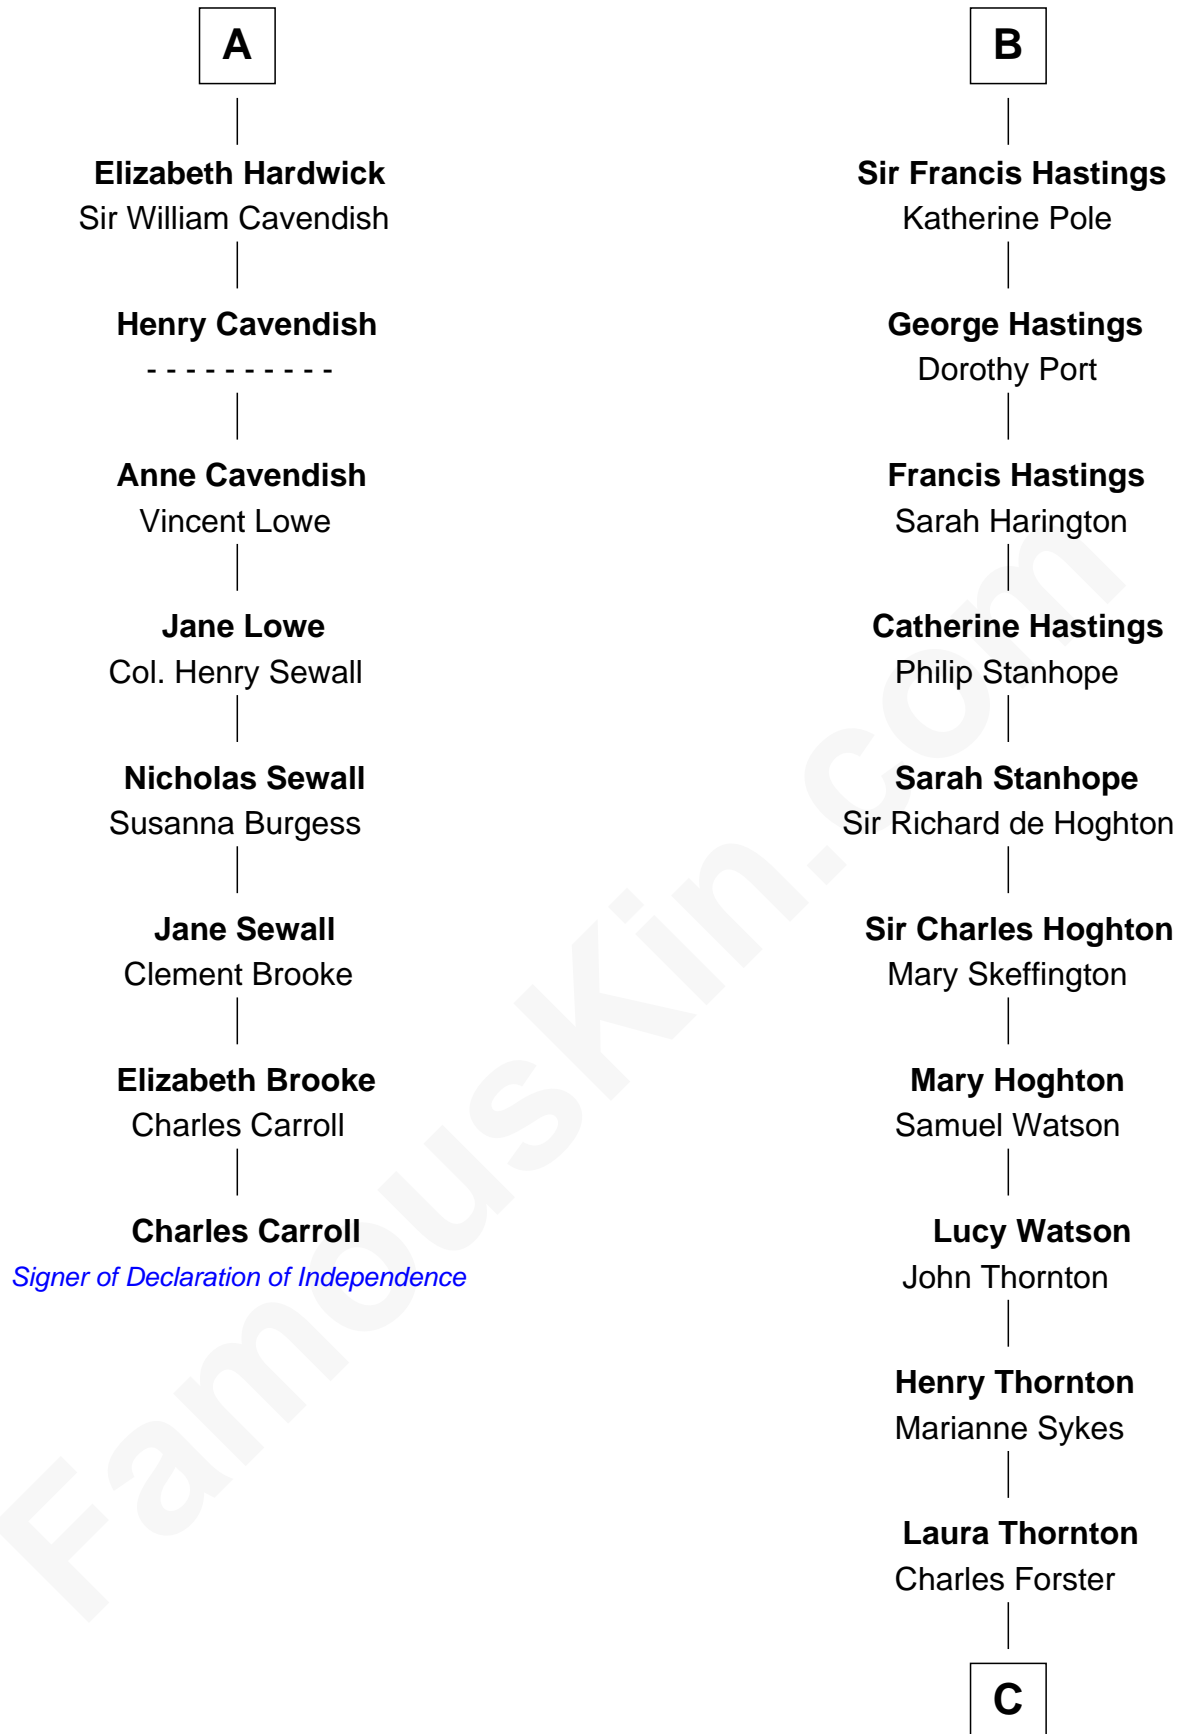 A
Elizabeth Hardwick
Sir William Cavendish
Henry Cavendish
- - - - - - - - - -
Anne Cavendish
Vincent Lowe
Jane Lowe
Col. Henry Sewall
Nicholas Sewall
Susanna Burgess
Jane Sewall
Clement Brooke
Elizabeth Brooke
Charles Carroll
Charles Carroll
Signer of Declaration of Independence
B
Sir Francis Hastings
Katherine Pole
George Hastings
Dorothy Port
Francis Hastings
Sarah Harington
Catherine Hastings
Philip Stanhope
Sarah Stanhope
Sir Richard de Hoghton
Sir Charles Hoghton
Mary Skeffington
Mary Hoghton
Samuel Watson
Lucy Watson
John Thornton
Henry Thornton
Marianne Sykes
Laura Thornton
Charles Forster
C
FamousKin.com